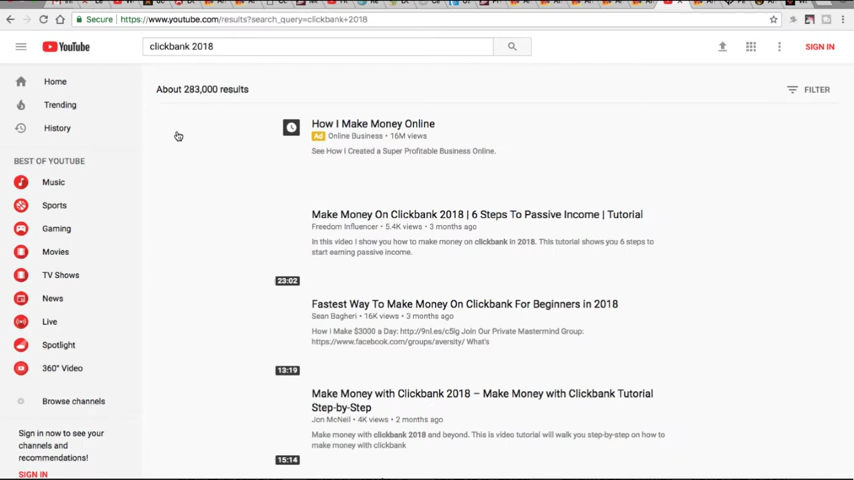 Secure
https://www.youtube.com/results?search_query=clickbank+2018
YouTube
clickbank 2018
SIGN IN
Home
Trending
History
BEST OF YOUTUBE
Music
Sports
Gaming
Movies
TV Shows
News
Live
Spotlight
360° Video
Browse channels
Sign in now to see your
channels and
recommendations!
SIGN IN
About 283,000 results
FILTER
How I Make Money Online
Ad Online Business • 16M views
See How I Created a Super Profitable Business Online.
Make Money On Clickbank 2018 | 6 Steps To Passive Income | Tutorial
Freedom Influencer • 5.4K views • 3 months ago
In this video I show you how to make money on clickbank in 2018. This tutorial shows you 6 steps to
start earning passive income.
23:02
Fastest Way To Make Money On Clickbank For Beginners in 2018
Sean Bagheri • 16K views • 3 months ago
How I Make $3000 a Day: http://9nl.es/c5ig Join Our Private Mastermind Group:
https://www.facebook.com/groups/aversity/ What's
13:19
Make Money with Clickbank 2018 – Make Money with Clickbank Tutorial
Step-by-Step
Jon McNeil • 4K views • 2 months ago
Make money with clickbank 2018 and beyond. This is video tutorial will walk you step-by-step on how to
make money with clickbank
15:14